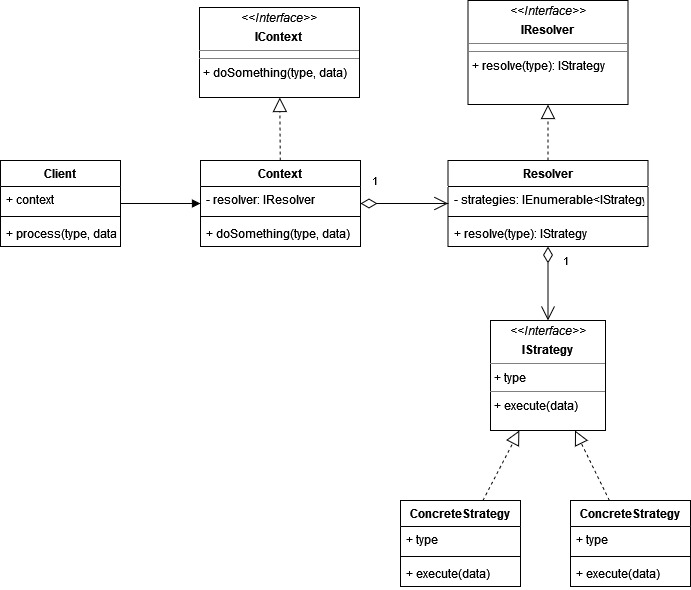 <<Interface>>
IContext
+ doSomething(type, data)
<<Interface>>
IResolver
+ resolve(type): IStrategy
Client
+ context
+ process(type, data
Context
- resolver: IResolver
+ doSomething(type, data)
1
Resolver
- strategies: IEnumerable<IStrategy
+ resolve(type): IStrategy
1
<<Interface>>
IStrategy
+ type
+ execute(data)
ConcreteStrategy
+ type
+ execute(data)
ConcreteStrategy
+ type
+ execute(data)